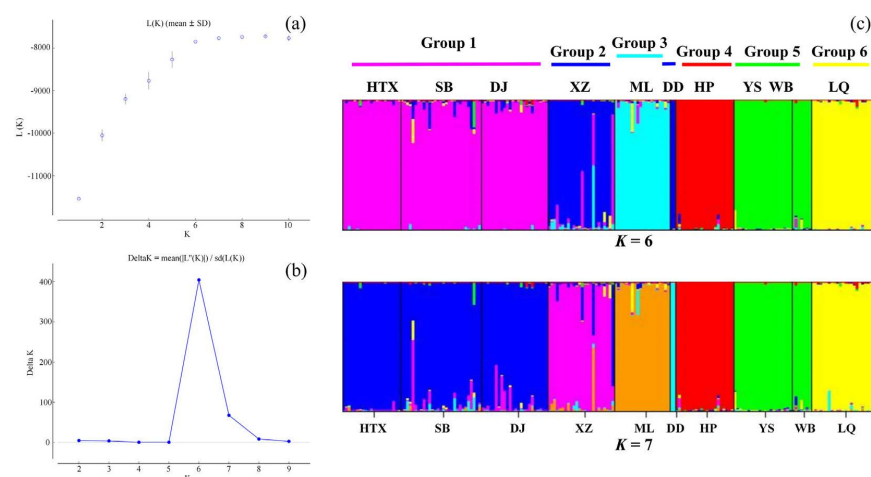 L(K) (mean ± SD)
(a)
-8000
-9000
-10000
-11000
L (K)
2 4 6 8 10
K
DeltaK = mean(|L"(K)|) / sd(L(K))
(b)
400
300
200
100
0
Delta K
2 3 4 5 6 7 8 9
(c)
Group 1 Group 2 Group 3 Group 4 Group 5 Group 6
HTX SB DJ XZ ML DD HP YS WB LQ
K = 6
HTX SB DJ XZ ML DD HP YS WB LQ
K = 7